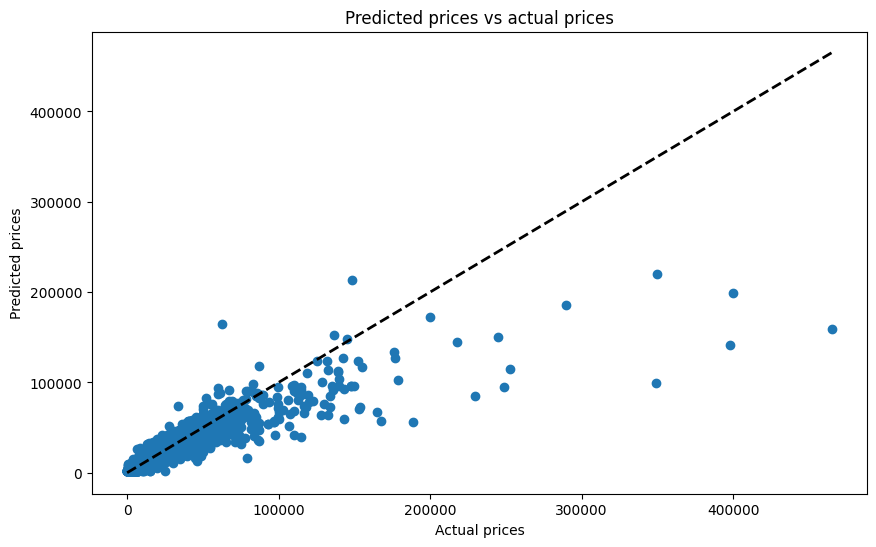 Predicted prices vs actual prices
400000
300000
200000
100000
0
Predicted prices
0 100000 200000 300000 400000
Actual prices